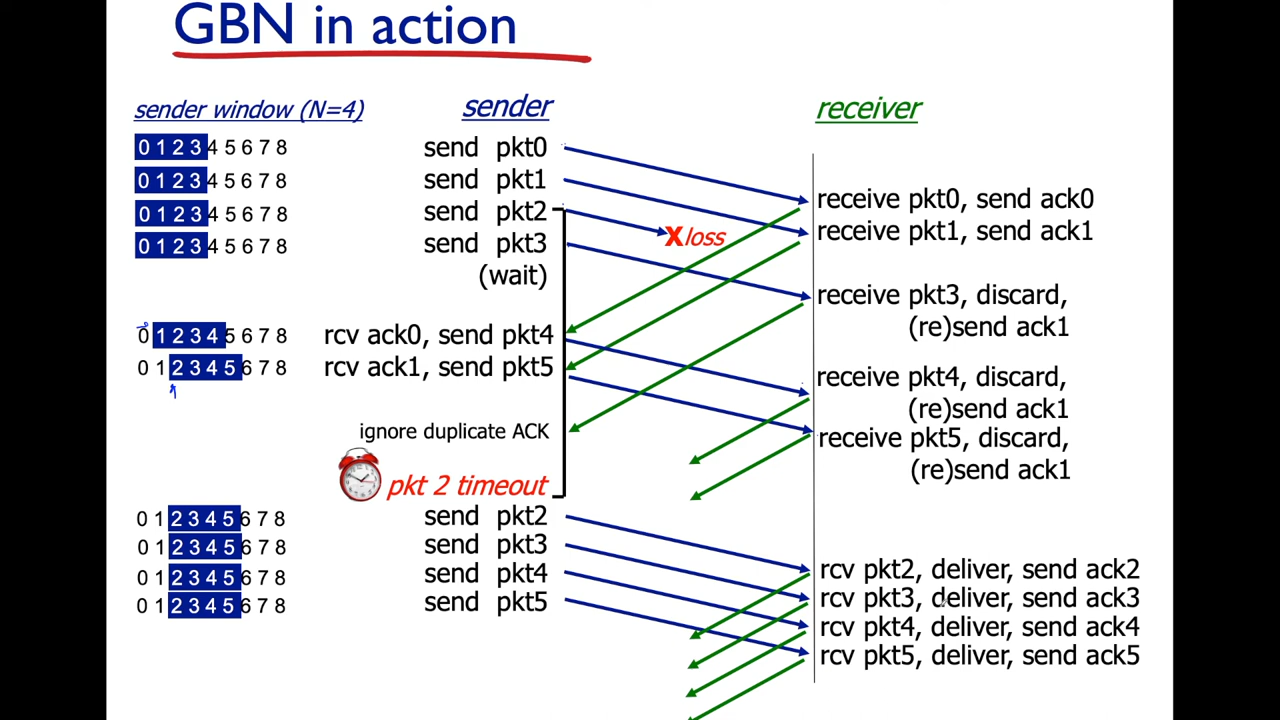 GBN in action
sender window (N=4) sender receiver
0 1 2 3 4 5 6 7 8 send pkt0
0 1 2 3 4 5 6 7 8 send pkt1
receive pkt0, send ack0
0 1 2 3 4 5 6 7 8 send pkt2
receive pkt1, send ack1
X loss
0 1 2 3 4 5 6 7 8 send pkt3
(wait)
receive pkt3, discard,
(re)send ack1
0 1 2 3 4 5 6 7 8 rcv ack0, send pkt4
0 1 2 3 4 5 6 7 8 rcv ack1, send pkt5
receive pkt4, discard,
(re)send ack1
ignore duplicate ACK
receive pkt5, discard,
(re)send ack1
pkt 2 timeout
0 1 2 3 4 5 6 7 8 send pkt2
0 1 2 3 4 5 6 7 8 send pkt3
rcv pkt2, deliver, send ack2
0 1 2 3 4 5 6 7 8 send pkt4
rcv pkt3, deliver, send ack3
0 1 2 3 4 5 6 7 8 send pkt5
rcv pkt4, deliver, send ack4
rcv pkt5, deliver, send ack5